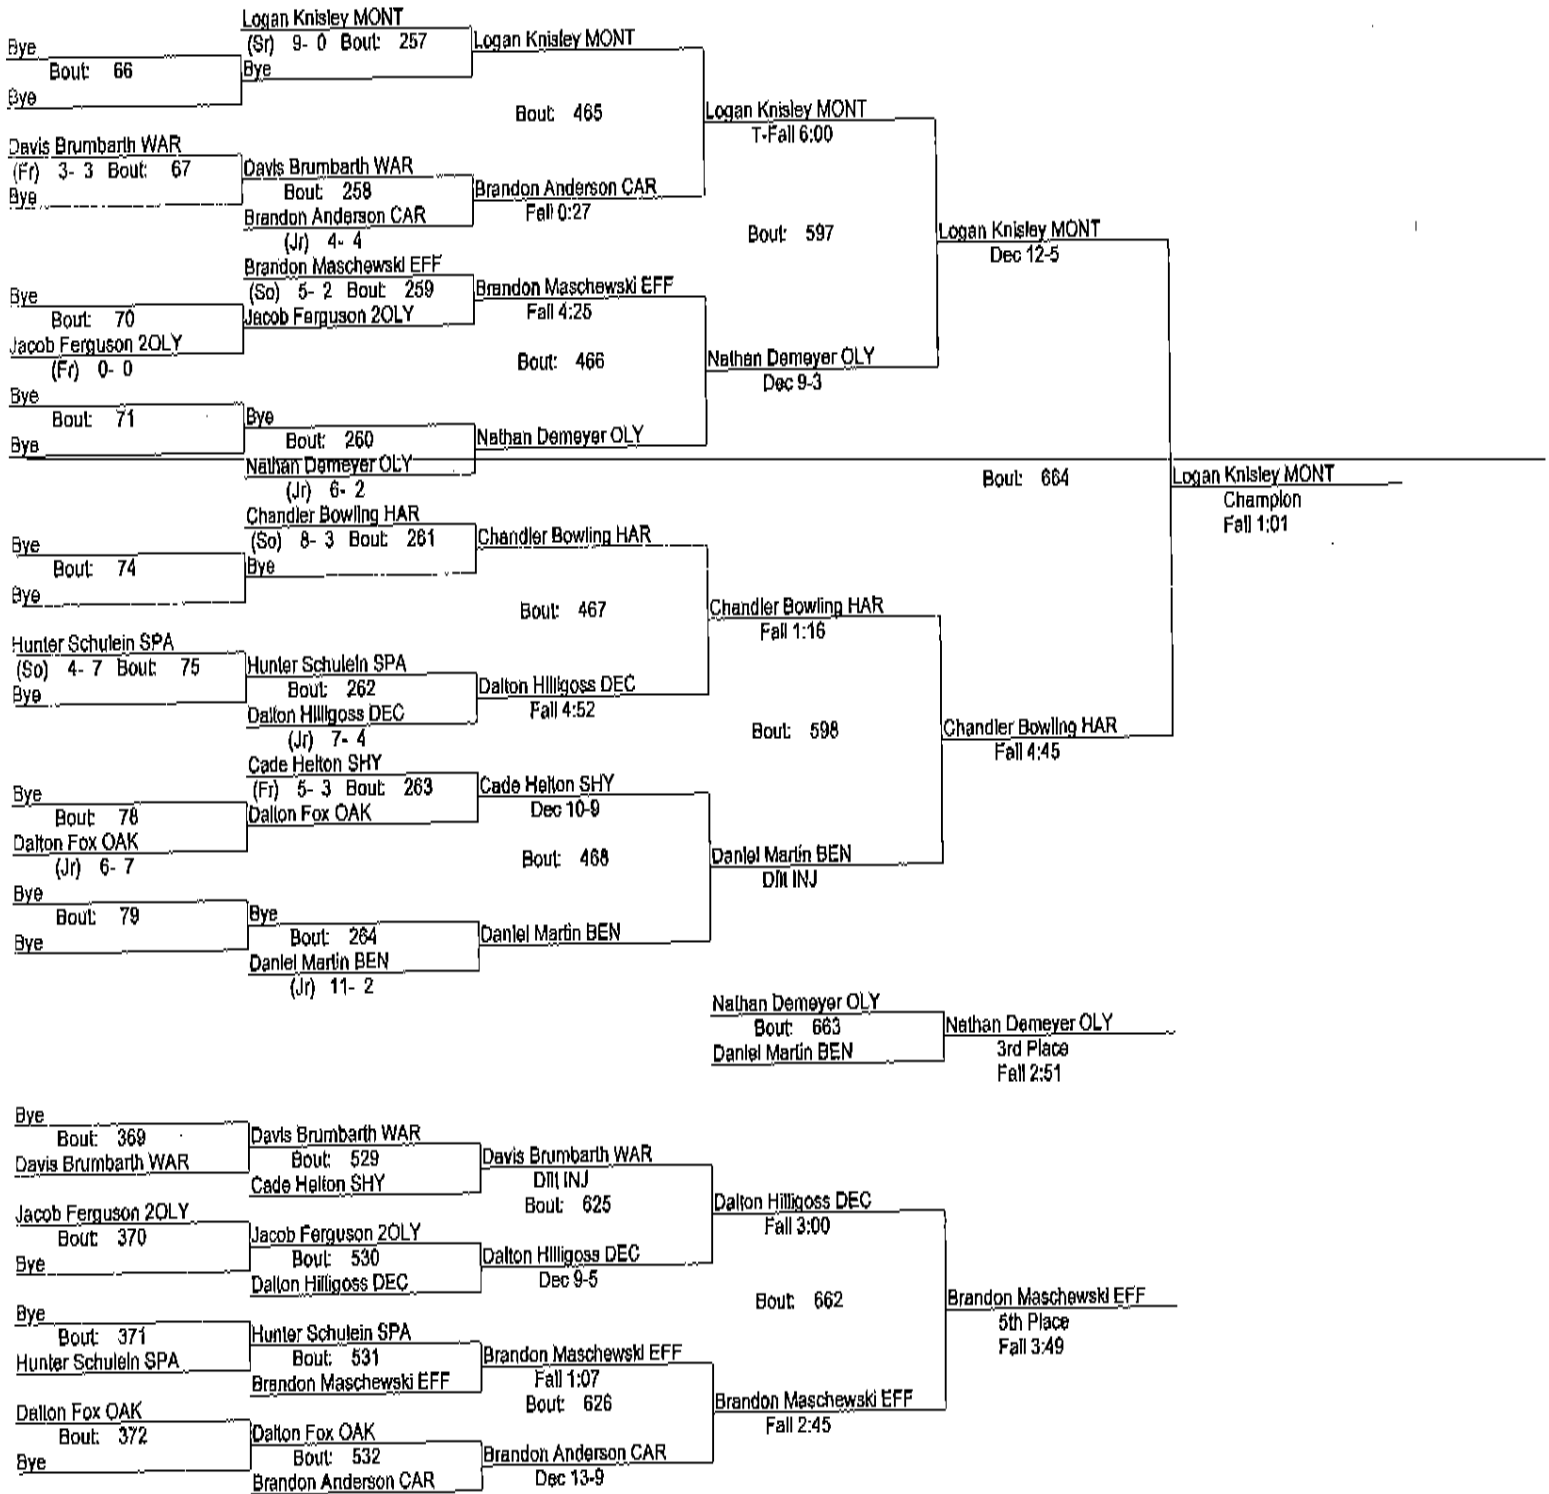 Logan Knisley MONT
(Sr) 9- 0 Bout: 257
Logan Knisley MONT
Bye
Bout: 66
Bye
Bye
Bout: 465
Logan Knisley MONT
T-Fall 6:00
Davis Brumbarth WAR
(Fr) 3- 3 Bout: 67
Bye
Davis Brumbarth WAR
Bout: 258
Brandon Anderson CAR
(Jr) 4- 4
Brandon Anderson CAR
Fall 0:27
Bout: 597
Logan Knisley MONT
Dec 12-5
Brandon Maschewski EFF
(So) 5- 2 Bout: 259
Jacob Ferguson 2OLY
Brandon Maschewski EFF
Fall 4:25
Bye
Bout: 70
Jacob Ferguson 2OLY
(Fr) 0- 0
Bout: 466
Nathan Demeyer OLY
Dec 9-3
Bye
Bout: 71
Bye
Bye
Bout: 260
Nathan Demeyer OLY
(Jr) 6- 2
Nathan Demeyer OLY
Bout: 664
Logan Knisley MONT
Champion
Fall 1:01
Chandler Bowling HAR
(So) 8- 3 Bout: 261
Bye
Chandler Bowling HAR
Bye
Bout: 74
Bye
Bout: 467
Chandler Bowling HAR
Fall 1:16
Hunter Schulein SPA
(So) 4- 7 Bout: 75
Bye
Hunter Schulein SPA
Bout: 262
Dalton Hilligoss DEC
(Jr) 7- 4
Dalton Hilligoss DEC
Fall 4:52
Bout: 598
Chandler Bowling HAR
Fall 4:45
Cade Helton SHY
(Fr) 5- 3 Bout: 263
Dalton Fox OAK
Cade Helton SHY
Dec 10-9
Bye
Bout: 78
Dalton Fox OAK
(Jr) 6- 7
Bout: 468
Daniel Martin BEN
Dflt INJ
Bye
Bout: 79
Bye
Bye
Bout: 264
Daniel Martin BEN
(Jr) 11- 2
Daniel Martin BEN
Nathan Demeyer OLY
Bout: 663
Daniel Martin BEN
Nathan Demeyer OLY
3rd Place
Fall 2:51
Bye
Bout: 369
Davis Brumbarth WAR
Davis Brumbarth WAR
Bout: 529
Cade Helton SHY
Davis Brumbarth WAR
Dflt INJ
Bout: 625
Dalton Hilligoss DEC
Fall 3:00
Jacob Ferguson 2OLY
Bout: 370
Bye
Jacob Ferguson 2OLY
Bout: 530
Dalton Hilligoss DEC
Dalton Hilligoss DEC
Dec 9-5
Bout: 662
Brandon Maschewski EFF
5th Place
Fall 3:49
Bye
Bout: 371
Hunter Schulein SPA
Hunter Schulein SPA
Bout: 531
Brandon Maschewski EFF
Brandon Maschewski EFF
Fall 1:07
Bout: 626
Brandon Maschewski EFF
Fall 2:45
Dalton Fox OAK
Bout: 372
Bye
Dalton Fox OAK
Bout: 532
Brandon Anderson CAR
Brandon Anderson CAR
Dec 13-9